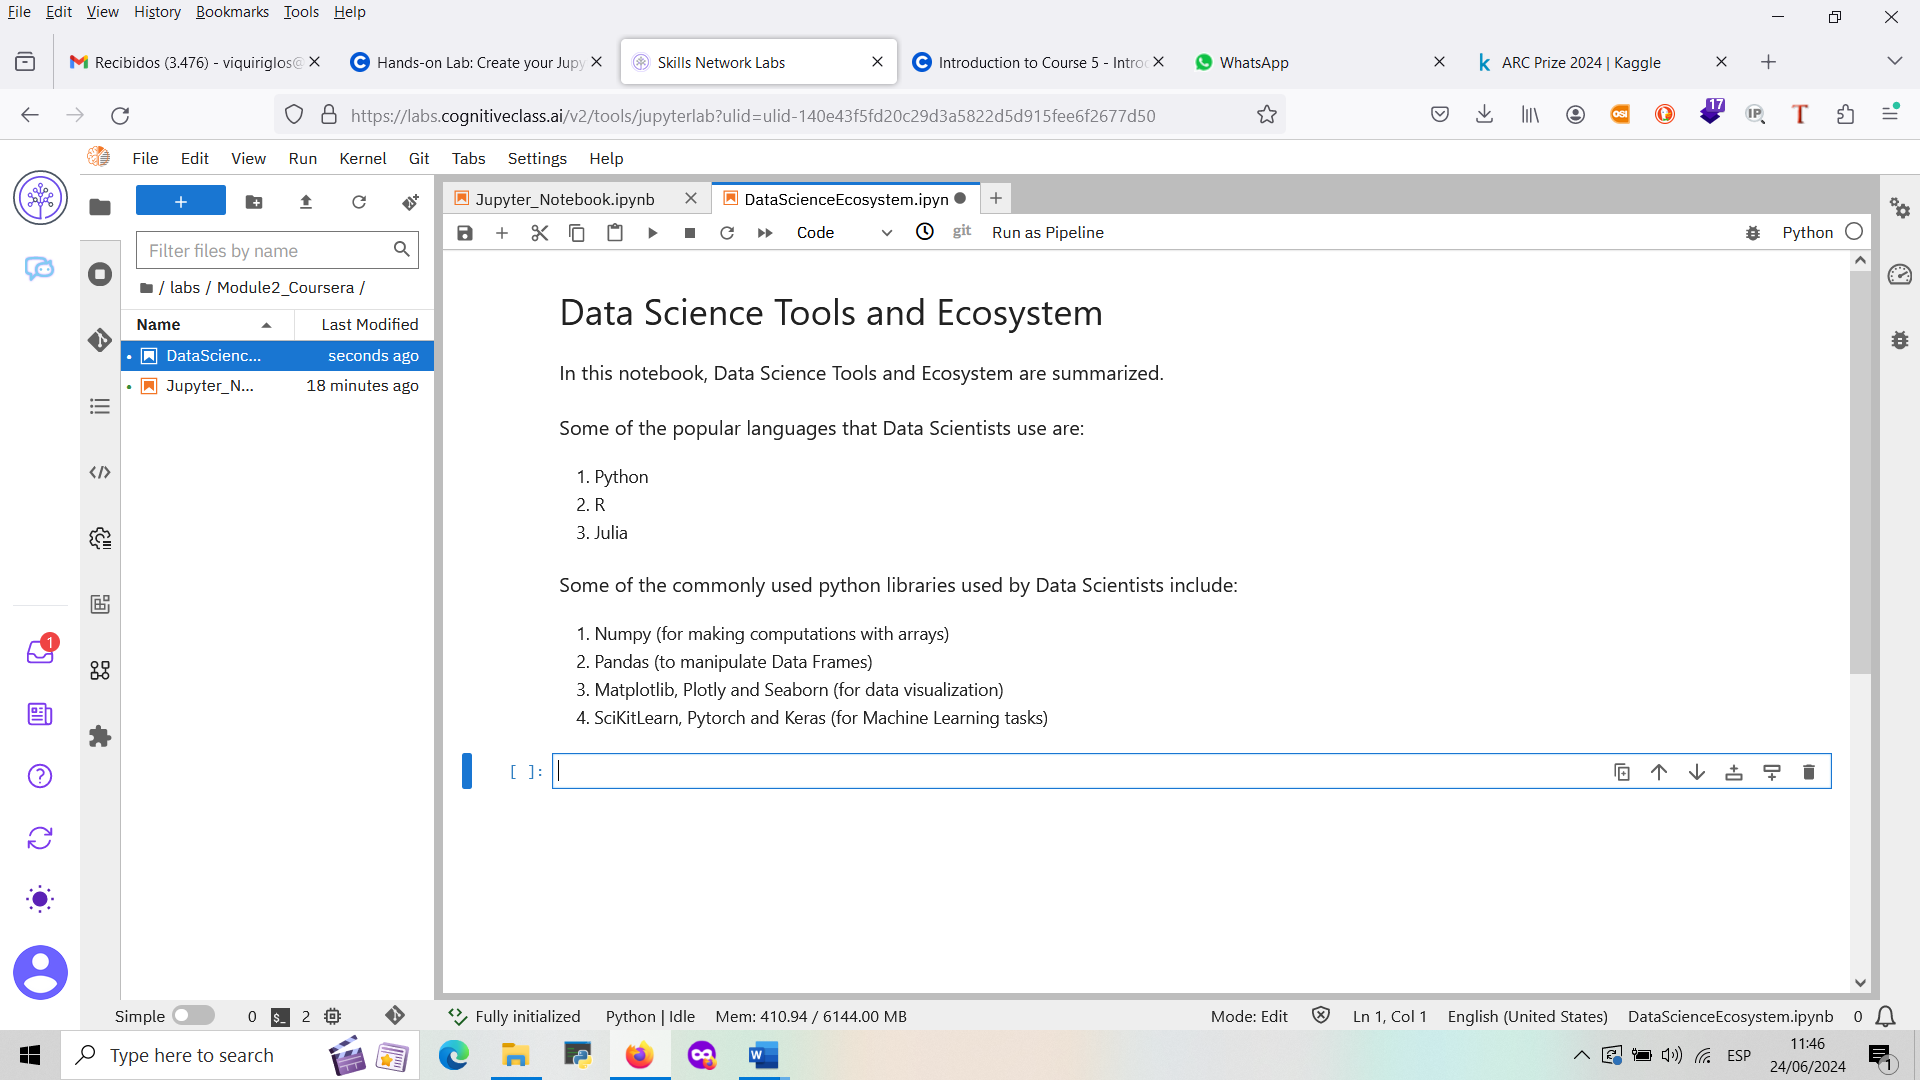 File Edit View History Bookmarks Tools Help
Recibidos (3.476) - viquiriglos@
Hands-on Lab: Create your Jupy
Skills Network Labs
Introduction to Course 5 - Intro
WhatsApp
ARC Prize 2024 | Kaggle
https://labs.cognitiveclass.ai/v2/tools/jupyterlab?ulid=ulid-140e43f5fd20c29d3a5822d5d915fee6f2677d50
17
File Edit View Run Kernel Git Tabs Settings Help
Filter files by name
/ labs / Module2_Coursera /
Name Last Modified
DataScienc... seconds ago
Jupyter_N... 18 minutes ago
Jupyter_Notebook.ipynb
DataScienceEcosystem.ipyn
Code git Run as Pipeline Python
Data Science Tools and Ecosystem
In this notebook, Data Science Tools and Ecosystem are summarized.
Some of the popular languages that Data Scientists use are:
1. Python
2. R
3. Julia
Some of the commonly used python libraries used by Data Scientists include:
1. Numpy (for making computations with arrays)
2. Pandas (to manipulate Data Frames)
3. Matplotlib, Plotly and Seaborn (for data visualization)
4. SciKitLearn, Pytorch and Keras (for Machine Learning tasks)
[ ]:
1
Simple 0 2 Fully initialized Python | Idle Mem: 410.94 / 6144.00 MB Mode: Edit Ln 1, Col 1 English (United States) DataScienceEcosystem.ipynb 0
Type here to search
ESP
11:46
24/06/2024
1